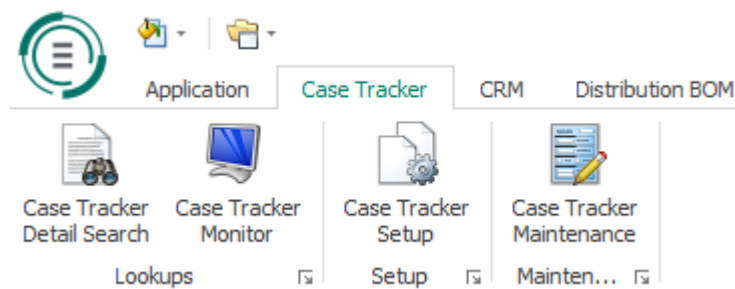 Application Case Tracker CRM Distribution BOM
Case Tracker Detail Search
Case Tracker Monitor
Case Tracker Setup
Case Tracker Maintenance
Lookups Setup Mainten...